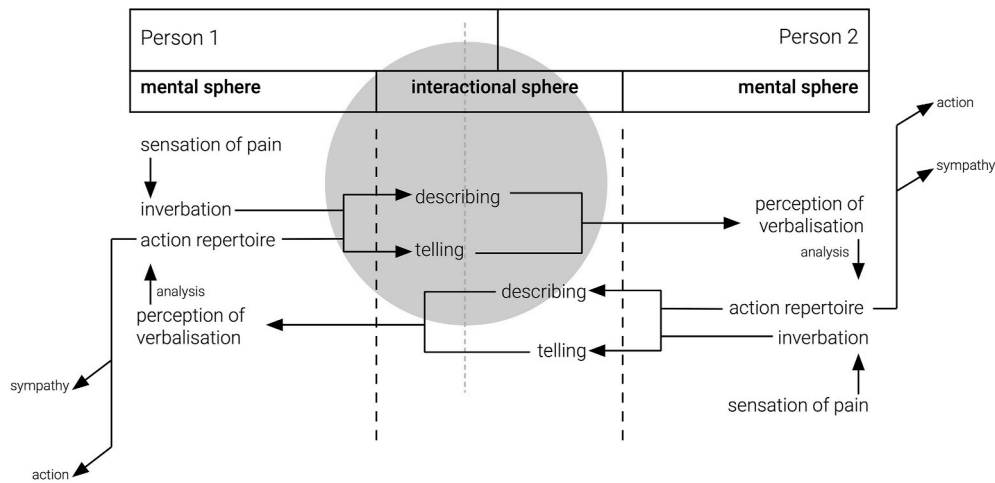 Person 1
Person 2
mental sphere
interactional sphere
mental sphere
action
sensation of pain
sympathy
describing
inverbation
perception of
verbalisation
action repertoire
telling
analysis
analysis
describing
perception of
verbalisation
action repertoire
inverbation
telling
sympathy
sensation of pain
action